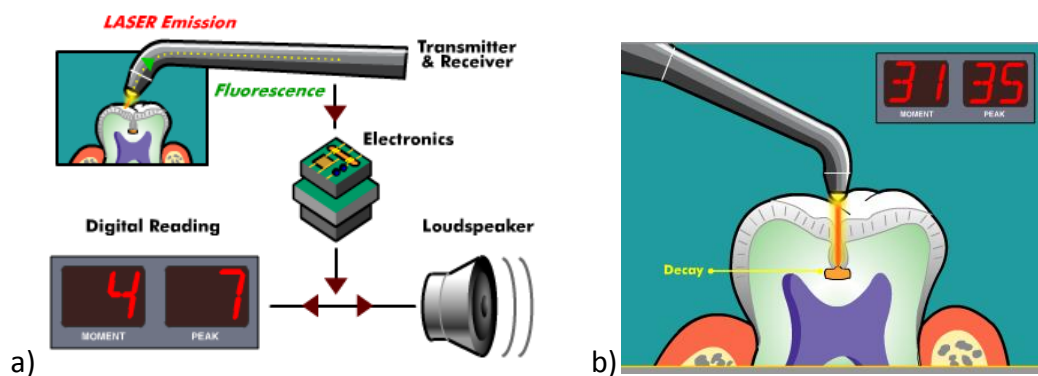 LASER Emission
Transmitter
& Receiver
Fluorescence
Electronics
Digital Reading
Loudspeaker
4 7
MOMENT PEAK
a)
31 35
MOMENT PEAK
Decay
b)